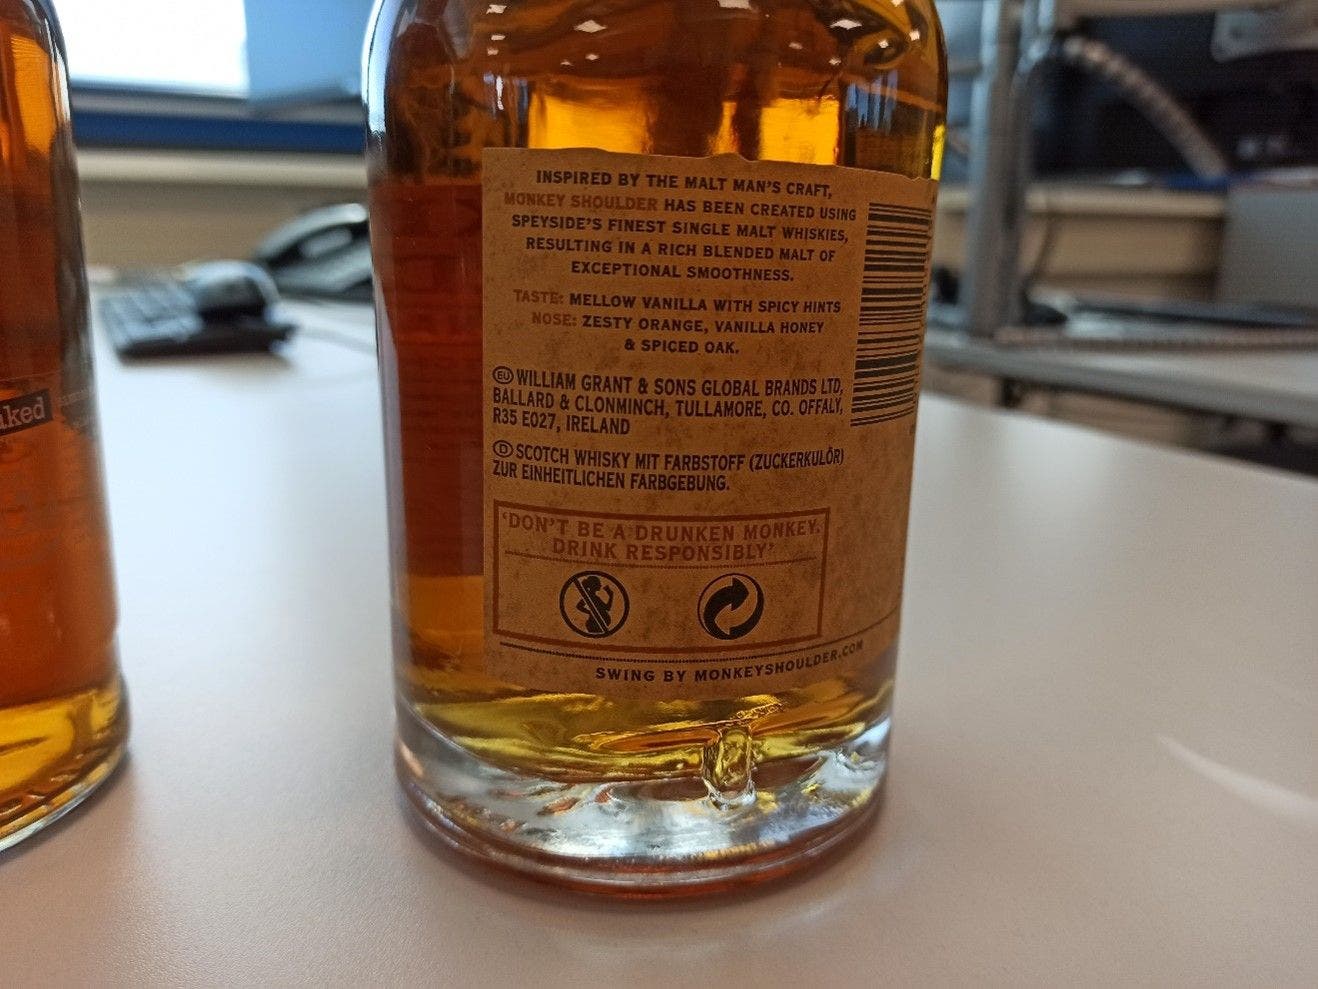 INSPIRED BY THE MALT MAN'S CRAFT,
MONKEY SHOULDER HAS BEEN CREATED USING
SPEYSIDE'S FINEST SINGLE MALT WHISKIES,
RESULTING IN A RICH BLENDED MALT OF
EXCEPTIONAL SMOOTHNESS.
TASTE: MELLOW VANILLA WITH SPICY HINTS
NOSE: ZESTY ORANGE, VANILLA HONEY
& SPICED OAK.
EU WILLIAM GRANT & SONS GLOBAL BRANDS LTD,
BALLARD & CLONMINCH, TULLAMORE, CO. OFFALY,
R35 E027, IRELAND
D SCOTCH WHISKY MIT FARBSTOFF (ZUCKERKULÖR)
ZUR EINHEITLICHEN FARBGEBUNG.
'DON'T BE A DRUNKEN MONKEY.
DRINK RESPONSIBLY'
SWING BY MONKEYSHOULDER.COM